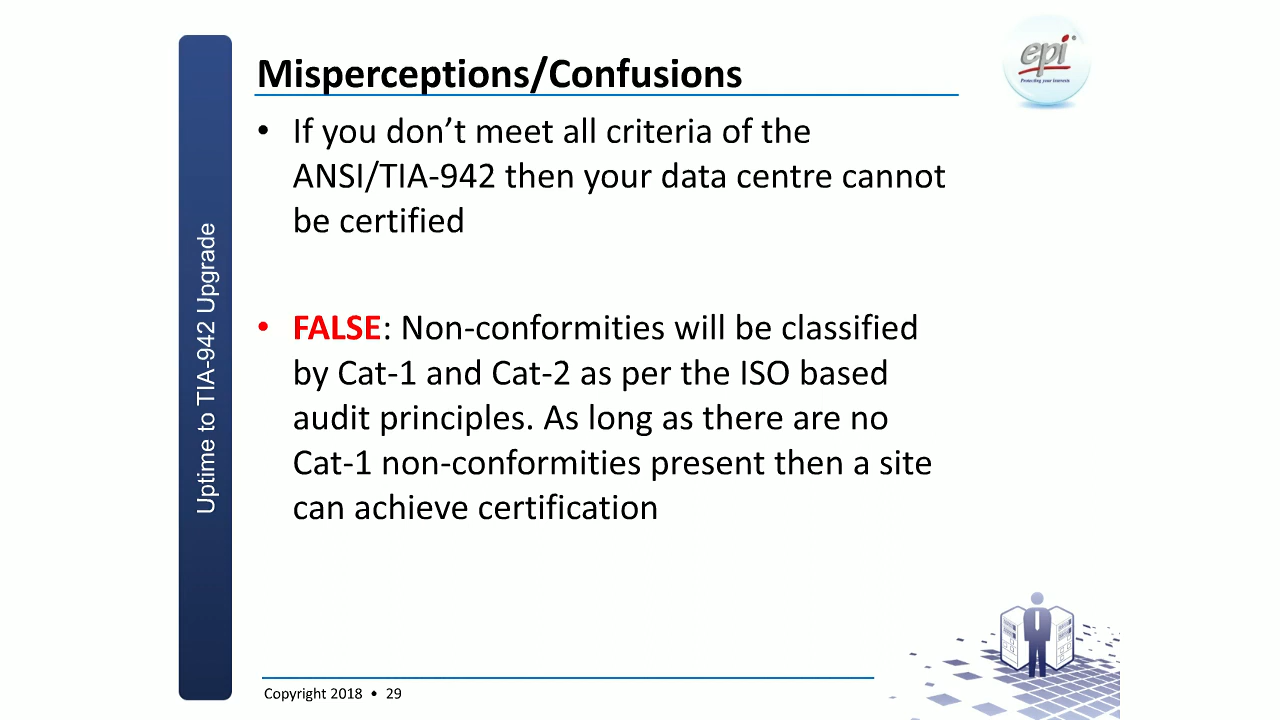 Misperceptions/Confusions
epi®
Protecting your interests
• If you don’t meet all criteria of the
ANSI/TIA-942 then your data centre cannot
be certified
• FALSE: Non-conformities will be classified
by Cat-1 and Cat-2 as per the ISO based
audit principles. As long as there are no
Cat-1 non-conformities present then a site
can achieve certification
Uptime to TIA-942 Upgrade
Copyright 2018 • 29